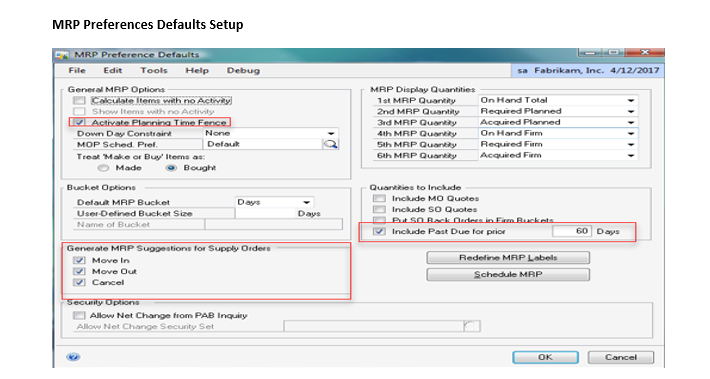 MRP Preferences Defaults Setup
MRP Preference Defaults
File Edit Tools Help Debug
sa Fabrikam, Inc. 4/12/2017
General MRP Options
Calculate Items with no Activity
Show Items with no Activity
Activate Planning Time Fence
Down Day Constraint None
MOP Sched. Pref. Default
Treat 'Make or Buy' Items as:
Made Bought
MRP Display Quantities
1st MRP Quantity On Hand Total
2nd MRP Quantity Required Planned
3rd MRP Quantity Acquired Planned
4th MRP Quantity On Hand Firm
5th MRP Quantity Required Firm
6th MRP Quantity Acquired Firm
Bucket Options
Default MRP Bucket Days
User-Defined Bucket Size Days
Name of Bucket
Quantities to Include
Include MO Quotes
Include SO Quotes
Put SO Back Orders in Firm Buckets
Include Past Due for prior 60 Days
Generate MRP Suggestions for Supply Orders
Move In
Move Out
Cancel
Redefine MRP Labels
Schedule MRP
Security Options
Allow Net Change from PAB Inquiry
Allow Net Change Security Set
OK Cancel